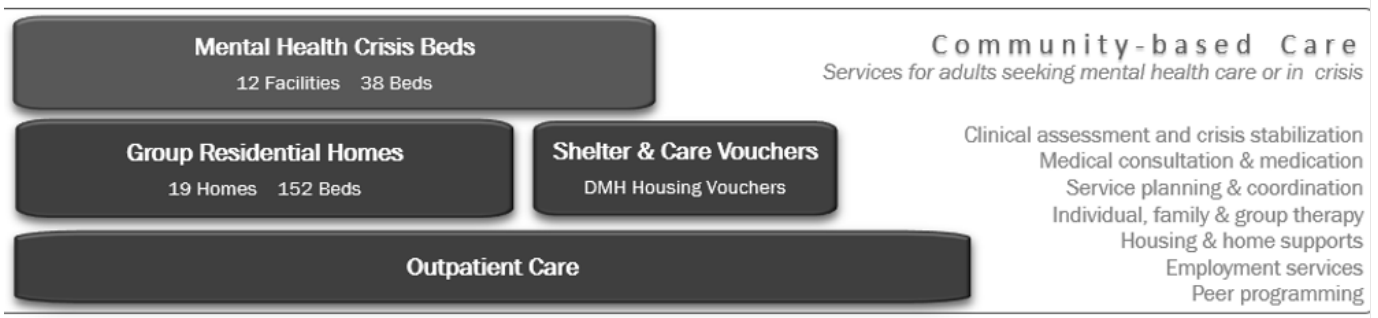 Mental Health Crisis Beds
12 Facilities 38 Beds
Group Residential Homes
19 Homes 152 Beds
Shelter & Care Vouchers
DMH Housing Vouchers
Outpatient Care
Community-based Care
Services for adults seeking mental health care or in crisis
Clinical assessment and crisis stabilization
Medical consultation & medication
Service planning & coordination
Individual, family & group therapy
Housing & home supports
Employment services
Peer programming